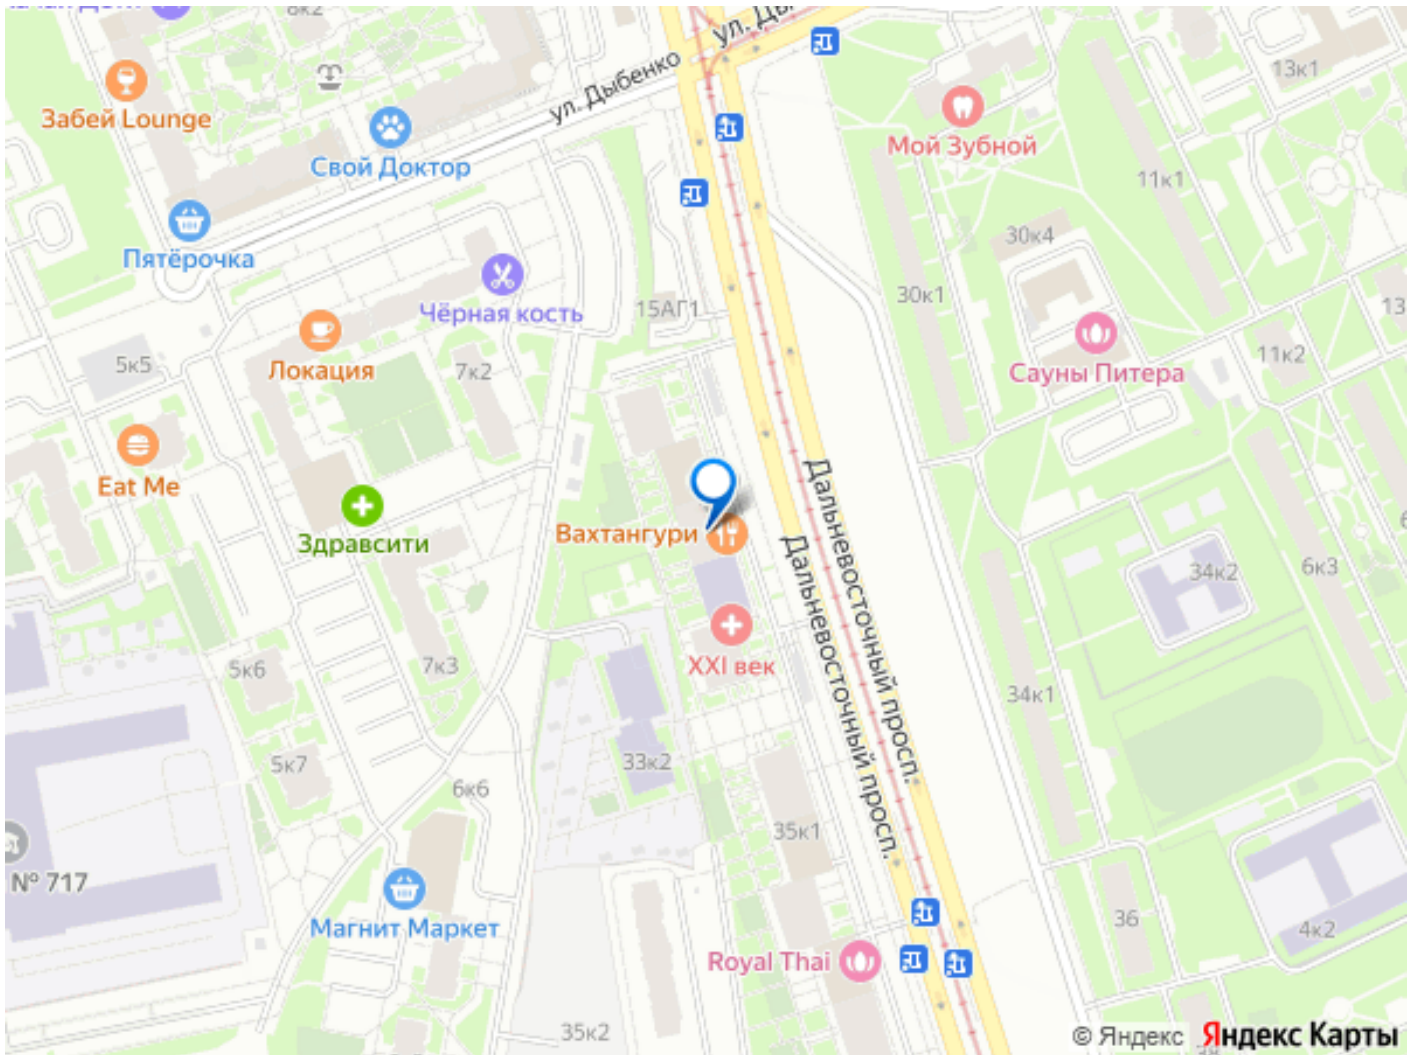 8к2
ул. Дыбенко
13к1
Забей Lounge
Мой Зубной
Свой Доктор
11к1
30к4
Пятёрочка
30к1
15АГ1
Чёрная кость
5к5
Локация
7к2
Сауны Питера
11к2
Eat Me
Здравсити
Вахтангури
Дальневосточный просп.
Дальневосточный просп.
34к2
6к3
5к6
7к3
XXI век
34к1
33к2
5к7
6к6
35к1
№ 717
Магнит Маркет
36
4к2
Royal Thai
35к2
© Яндекс Яндекс Карты